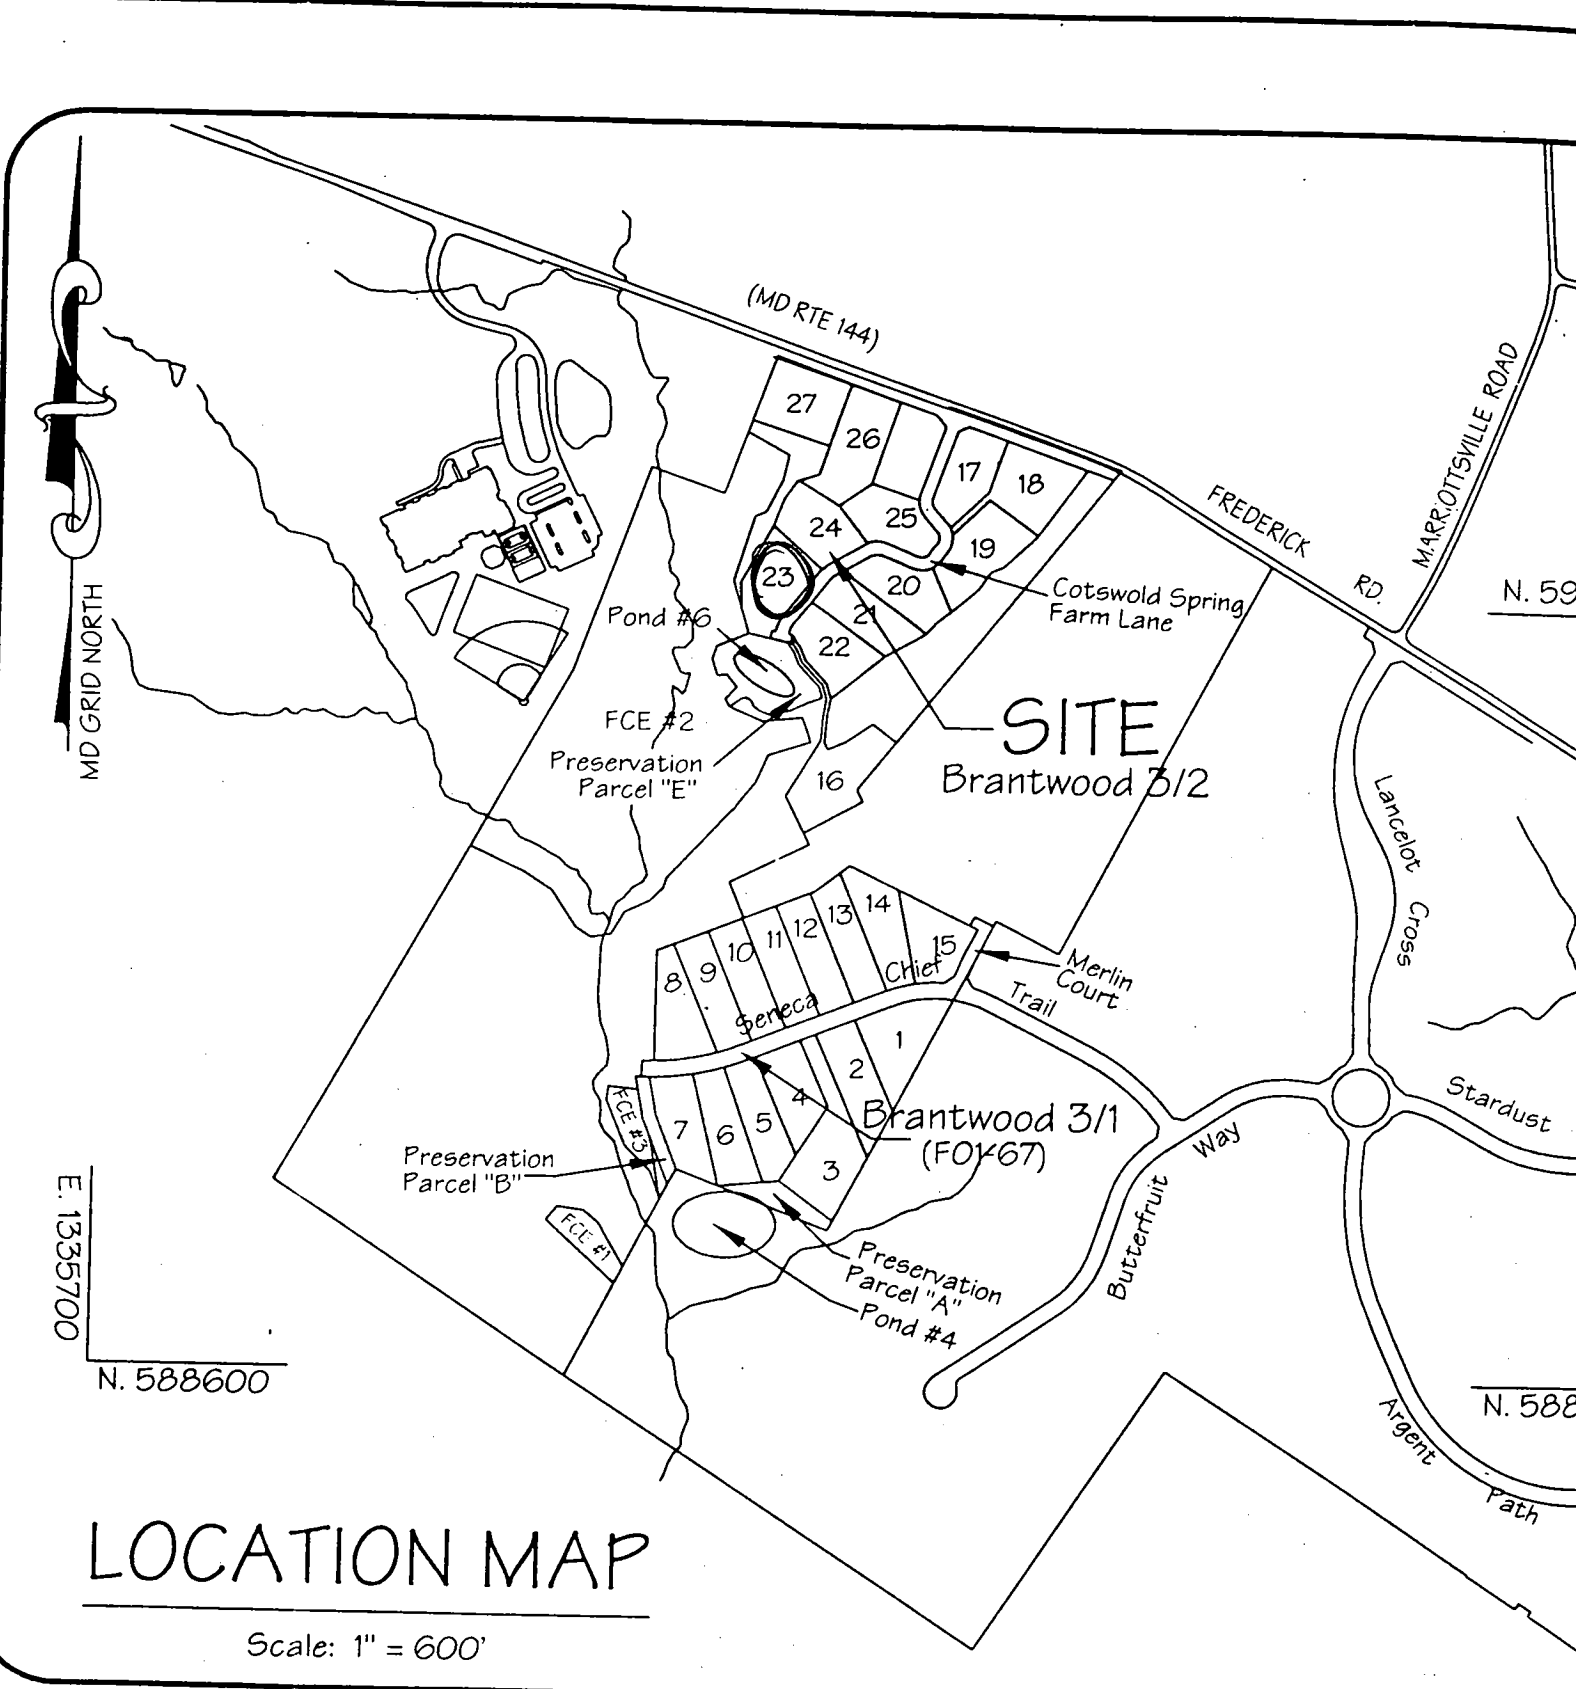 (MD RTE 144)
MARRIOTTSVILLE ROAD
FREDERICK
RD.
27
26
17
18
25
24
19
23
20
21
22
Cotswold Spring
Farm Lane
N. 59
Pond #6
MD GRID NORTH
FCE #2
SITE
Brantwood 3/2
Preservation
Parcel "E"
16
Lancelot
Cross
14
13
12
11
10
9
8
15
Chief
Seneca
Trail
Merlin
Court
1
2
4
5
6
7
3
FCE #3
Brantwood 3/1
(F01-67)
Stardust
Way
Butterfruit
Preservation
Parcel "B"
FCE #1
Preservation
Parcel "A"
Pond #4
E. 1335700
N. 588600
N. 588
Argent
Path
LOCATION MAP
Scale: 1" = 600'